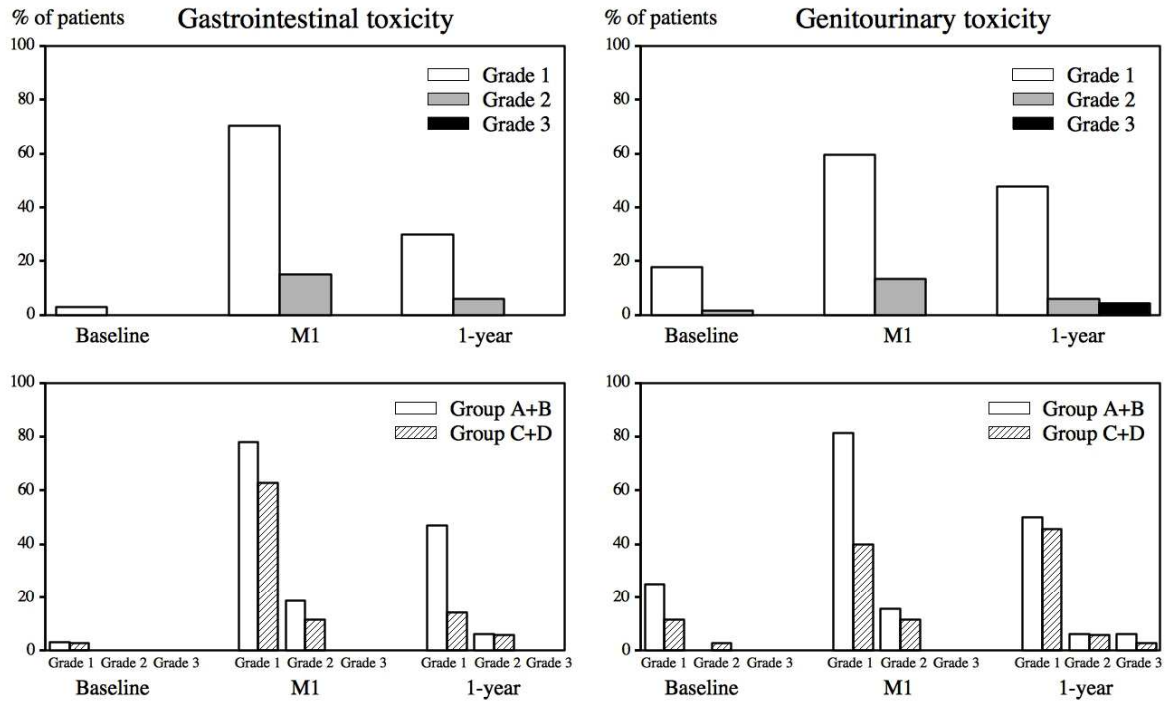 % of patients Gastrointestinal toxicity
100
80
60
40
20
0
Grade 1
Grade 2
Grade 3
Baseline M1 1-year
% of patients Genitourinary toxicity
100
80
60
40
20
0
Grade 1
Grade 2
Grade 3
Baseline M1 1-year
100
80
60
40
20
0
Group A+B
Group C+D
Grade 1 Grade 2 Grade 3 Grade 1 Grade 2 Grade 3 Grade 1 Grade 2 Grade 3
Baseline M1 1-year
100
80
60
40
20
0
Group A+B
Group C+D
Grade 1 Grade 2 Grade 3 Grade 1 Grade 2 Grade 3 Grade 1 Grade 2 Grade 3
Baseline M1 1-year